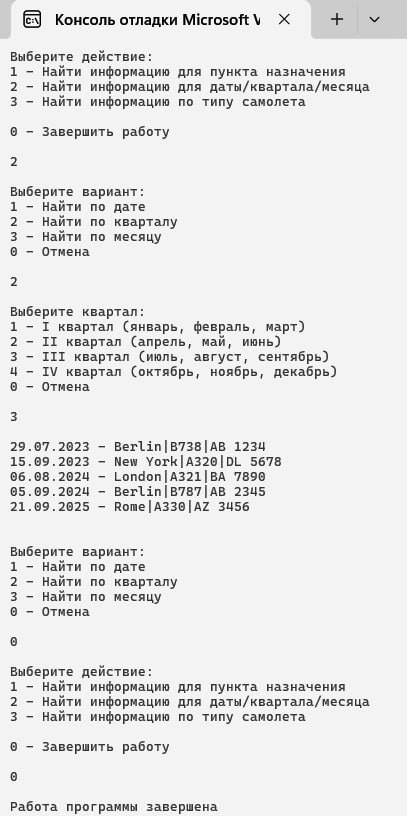 Консоль отладки Microsoft V
Выберите действие:
1 - Найти информацию для пункта назначения
2 - Найти информацию для даты/квартала/месяца
3 - Найти информацию по типу самолета
0 - Завершить работу
2
Выберите вариант:
1 - Найти по дате
2 - Найти по кварталу
3 - Найти по месяцу
0 - Отмена
2
Выберите квартал:
1 - I квартал (январь, февраль, март)
2 - II квартал (апрель, май, июнь)
3 - III квартал (июль, август, сентябрь)
4 - IV квартал (октябрь, ноябрь, декабрь)
0 - Отмена
3
29.07.2023 - Berlin|B738|AB 1234
15.09.2023 - New York|A320|DL 5678
06.08.2024 - London|A321|BA 7890
05.09.2024 - Berlin|B787|AB 2345
21.09.2025 - Rome|A330|AZ 3456
Выберите вариант:
1 - Найти по дате
2 - Найти по кварталу
3 - Найти по месяцу
0 - Отмена
0
Выберите действие:
1 - Найти информацию для пункта назначения
2 - Найти информацию для даты/квартала/месяца
3 - Найти информацию по типу самолета
0 - Завершить работу
0
Работа программы завершена